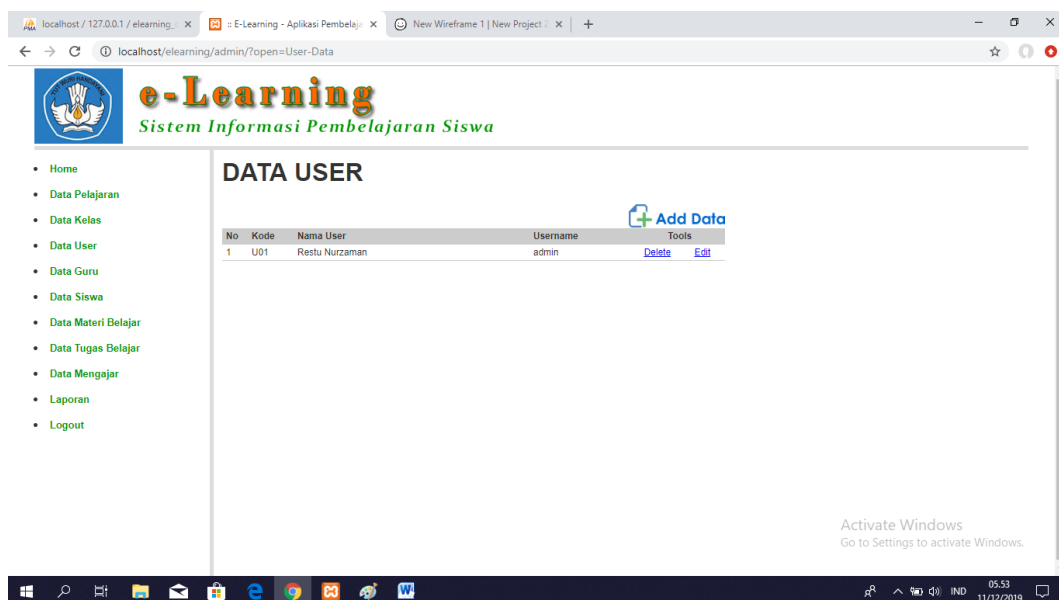 localhost / 127.0.0.1 / elearning_
:: E-Learning - Aplikasi Pembelaja
New Wireframe 1 | New Project
localhost/elearning/admin/?open=User-Data
TUT WURI HANDAYANI
e-Learning
Sistem Informasi Pembelajaran Siswa
Home
Data Pelajaran
Data Kelas
Data User
Data Guru
Data Siswa
Data Materi Belajar
Data Tugas Belajar
Data Mengajar
Laporan
Logout
DATA USER
Add Data
No Kode Nama User Username Tools
1 U01 Restu Nurzaman admin Delete Edit
Activate Windows
Go to Settings to activate Windows.
IND
05.53
11/12/2019